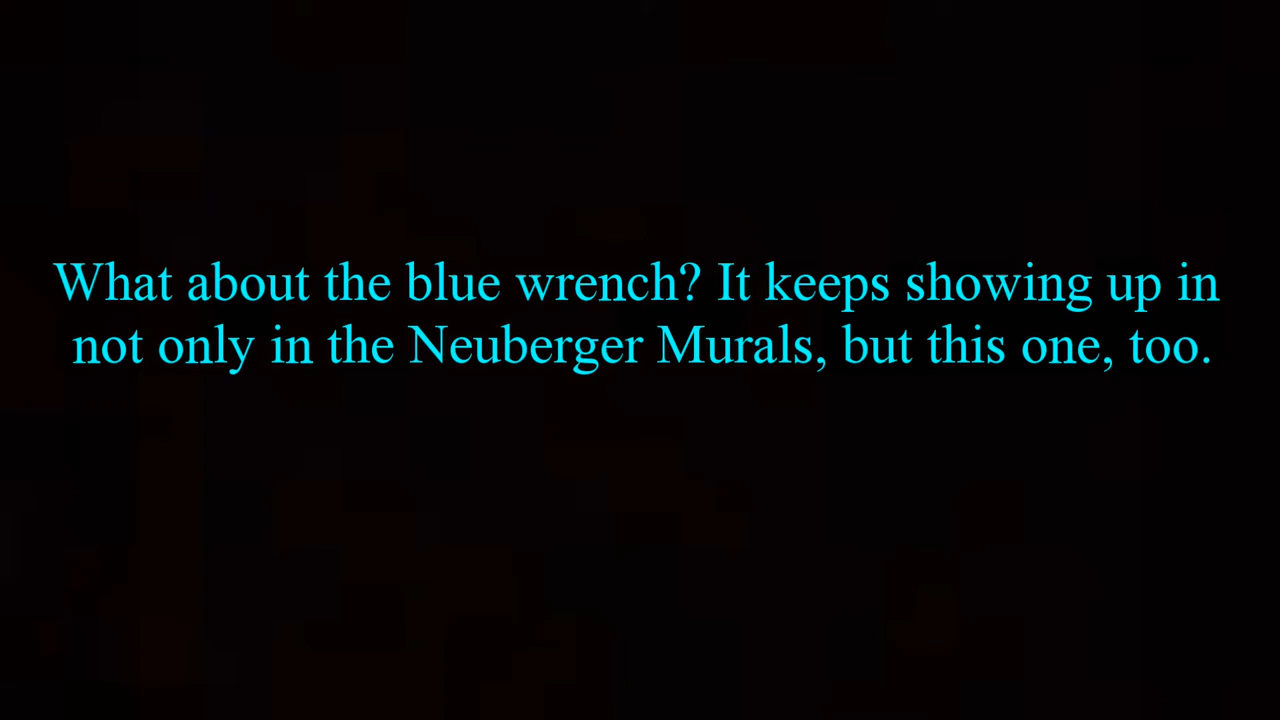 What about the blue wrench? It keeps showing up in
not only in the Neuberger Murals, but this one, too.